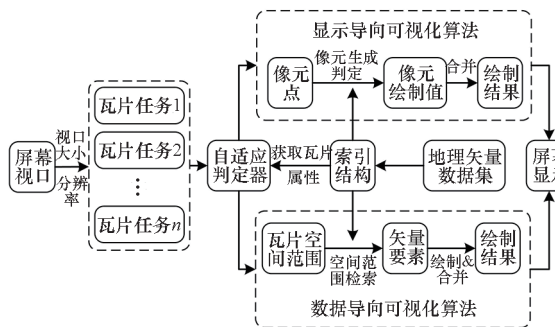 显示导向可视化算法
像元
点
像元生成
判定
像元
绘制值
合并
绘制
结果
屏幕
视口
视口
大小
分辨
率
瓦片任务1
瓦片任务2
⋮
瓦片任务n
自适应
判定器
获取瓦片
属性
索引
结构
地理矢量
数据集
瓦片空
间范围
空间范
围检索
矢量
要素
绘制&
合并
绘制
结果
数据导向可视化算法